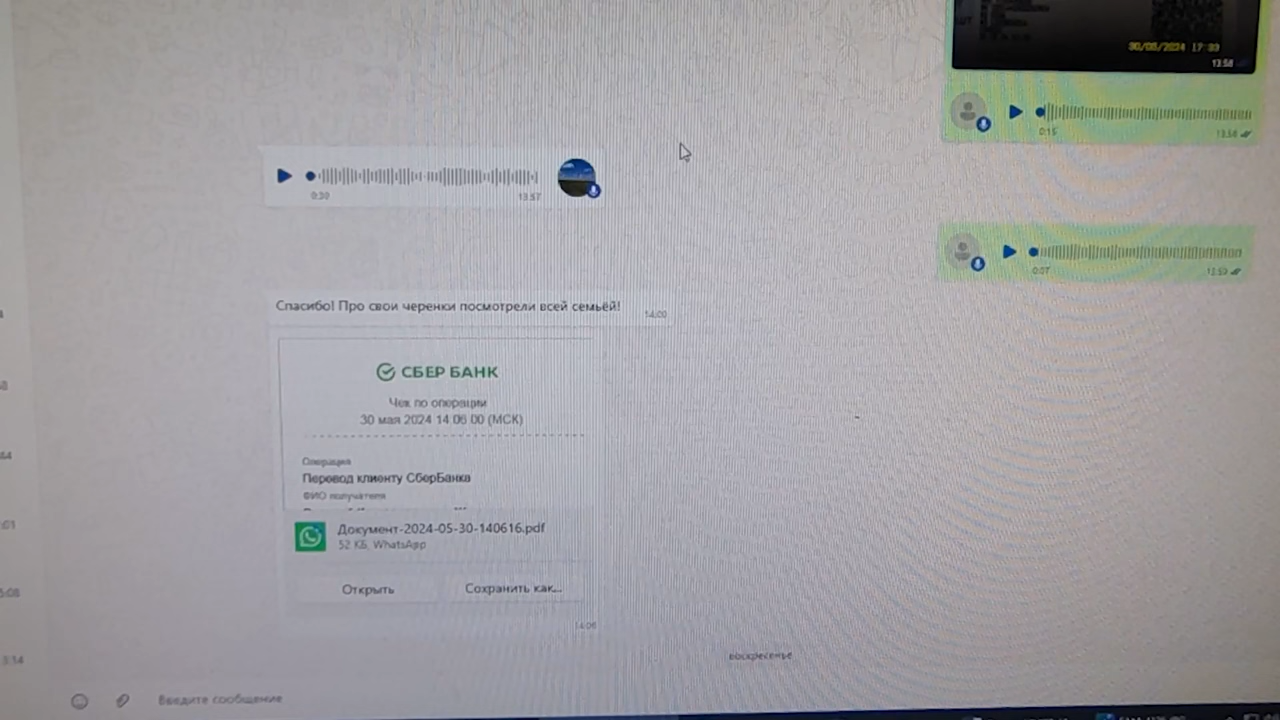 30/05/2024 17:33
13:58
0:15
13:58
0:30
13:57
0:07
13:59
Спасибо! Про свои черенки посмотрели всей семьёй!
14:00
СБЕР БАНК
Чек по операции
30 мая 2024 14:06:00 (МСК)
Операция
Перевод клиенту СберБанка
ФИО получателя
Документ-2024-05-30-140616.pdf
52 КБ, WhatsApp
Открыть
Сохранить как...
14:06
воскресенье
Введите сообщение